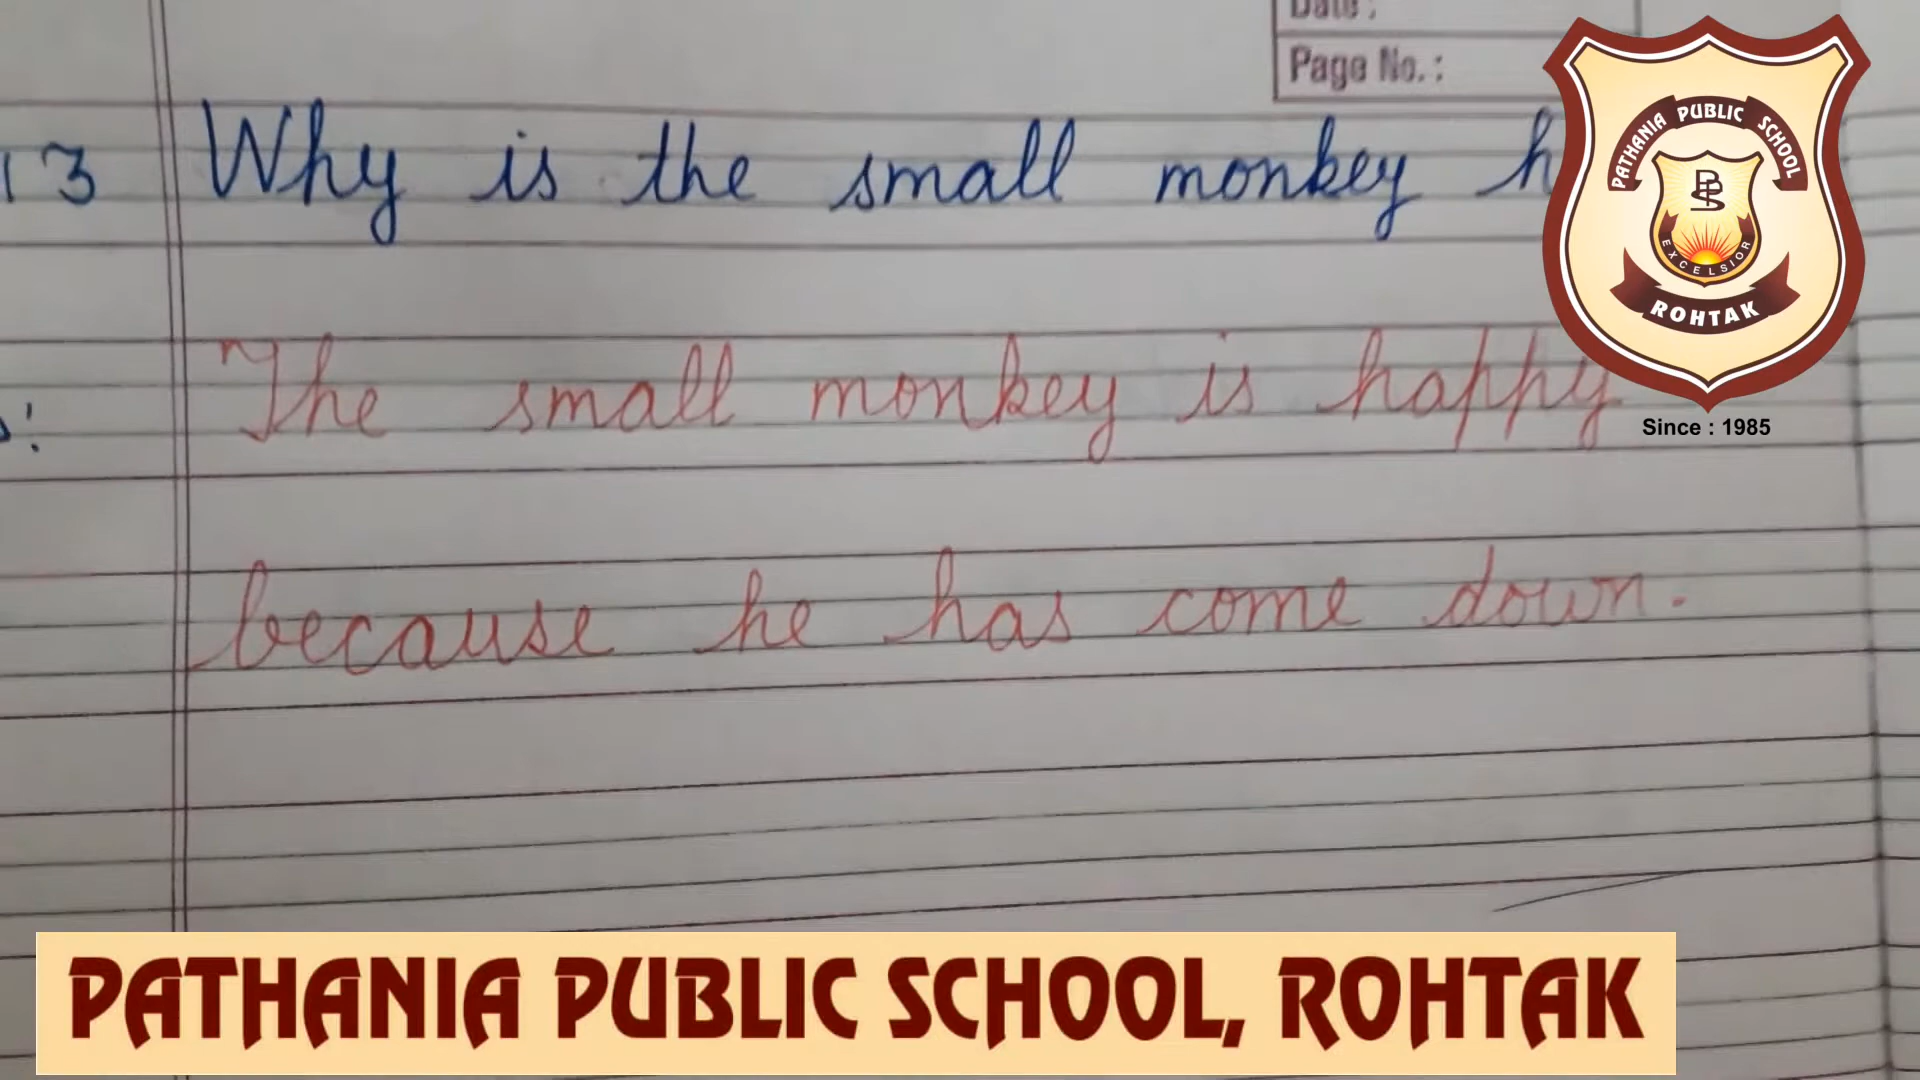 Date :
Page No. :
13 Why is the small monkey h
The small monkey is happy
because he has come down.
PATHANIA PUBLIC SCHOOL
PBS
EXCELSIOR
ROHTAK
Since : 1985
PATHANIA PUBLIC SCHOOL, ROHTAK